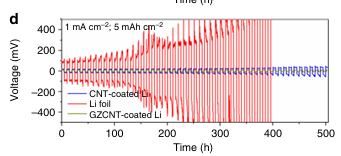 Time (h)
d
1 mA cm⁻²; 5 mAh cm⁻²
400
200
0
−200
−400
Voltage (mV)
CNT-coated Li
Li foil
GZCNT-coated Li
0
100
200
300
400
500
Time (h)